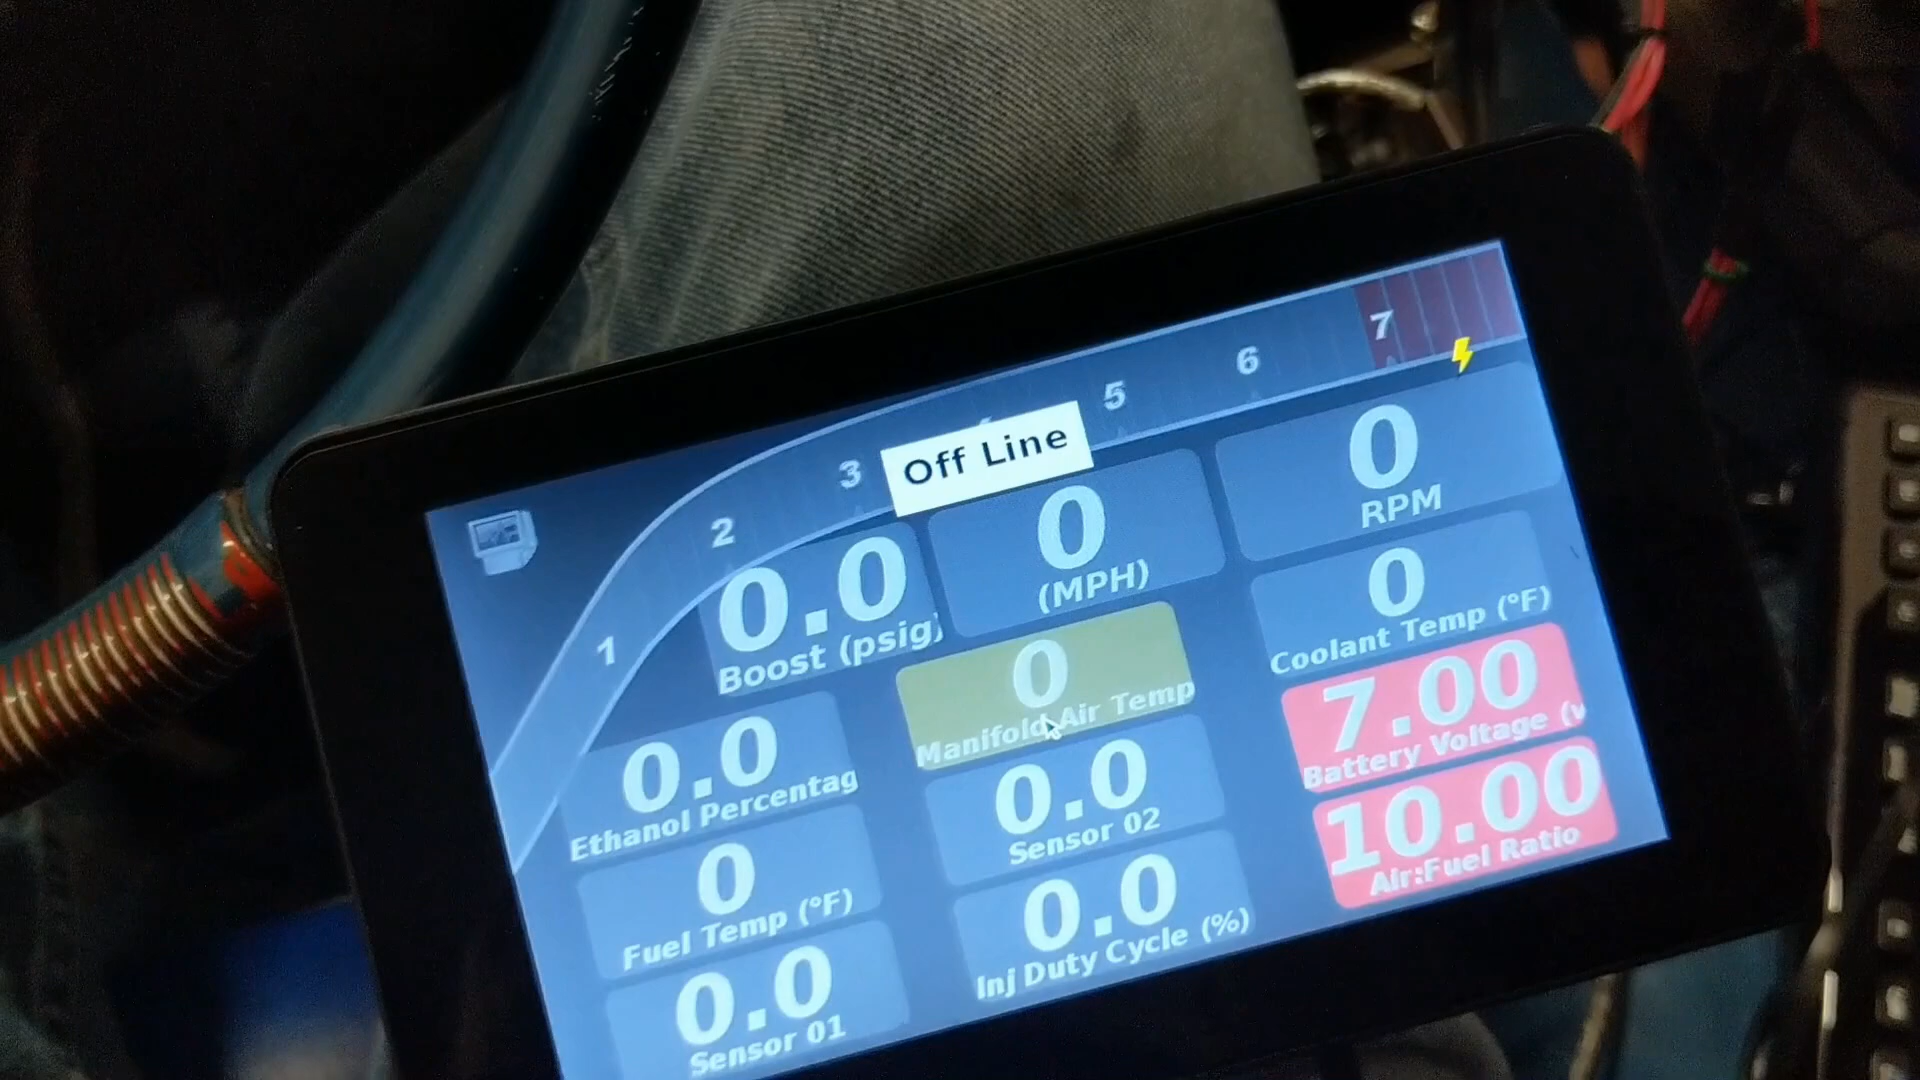 1
2
3
5
6
7
Off Line
0.0
Boost (psig)
0
(MPH)
0
RPM
0
Manifold Air Temp
0
Coolant Temp (°F)
0.0
Ethanol Percentag
0.0
Sensor 02
7.00
Battery Voltage (v
0
Fuel Temp (°F)
0.0
Inj Duty Cycle (%)
10.00
Air:Fuel Ratio
0.0
Sensor 01